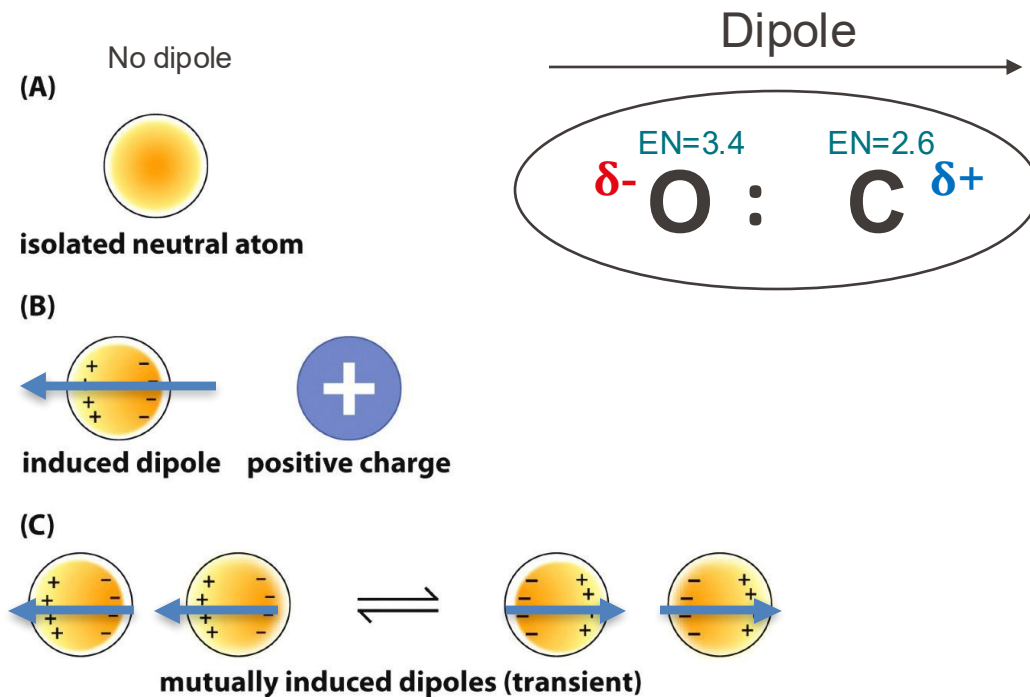 No dipole
Dipole
(A)
EN=3.4 EN=2.6
δ- O : C δ+
isolated neutral atom
(B)
+ -
+ -
+ -
+ -
+
induced dipole positive charge
(C)
+ - + - - + - +
+ - + - - + - +
+ - + - - + - +
+ - + - - + - +
mutually induced dipoles (transient)